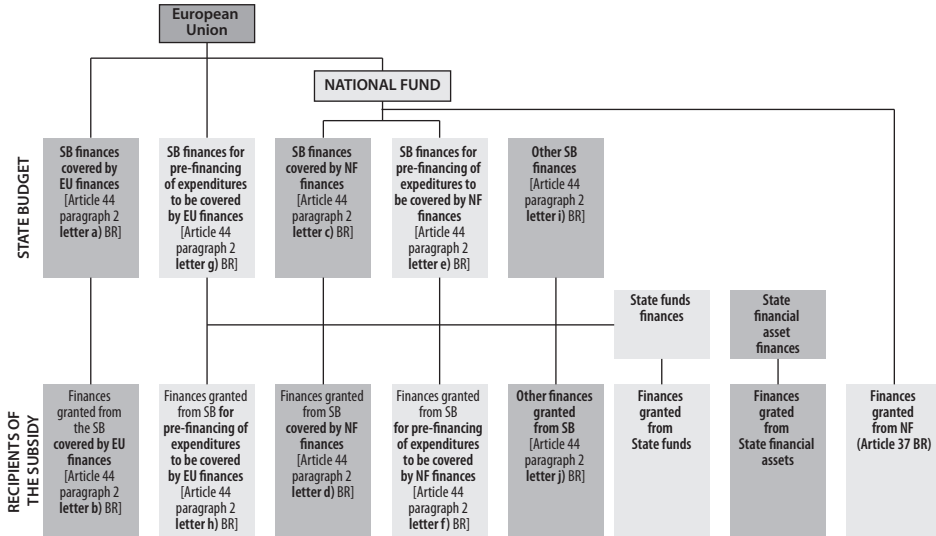 European
Union
NATIONAL FUND
STATE BUDGET
SB finances
covered by
EU finances
[Article 44
paragraph 2
letter a) BR]
SB finances for
pre-financing
of expenditures
to be covered
by EU finances
[Article 44
paragraph 2
letter g) BR]
SB finances
covered by NF
finances
[Article 44
paragraph 2
letter c) BR]
SB finances for
pre-financing of
expeditures to
be covered by NF
finances
[Article 44
paragraph 2
letter e) BR]
Other SB
finances
[Article 44
paragraph 2
letter i) BR]
State funds
finances
State
financial
asset
finances
RECIPIENTS OF
THE SUBSIDY
Finances
granted from
the SB
covered by EU
finances
[Article 44
paragraph 2
letter b) BR]
Finances granted
from SB for
pre-financing of
expenditures
to be covered
by EU finances
[Article 44
paragraph 2
letter h) BR]
Finances granted
from SB
covered by NF
finances
[Article 44
paragraph 2
letter d) BR]
Finances granted
from SB
for pre-financing
of expenditures
to be covered
by NF finances
[Article 44
paragraph 2
letter f) BR]
Other finances
granted
from SB
[Article 44
paragraph 2
letter j) BR]
Finances
granted
from
State funds
Finances
grated
from
State financial
assets
Finances
granted
from NF
(Article 37 BR)